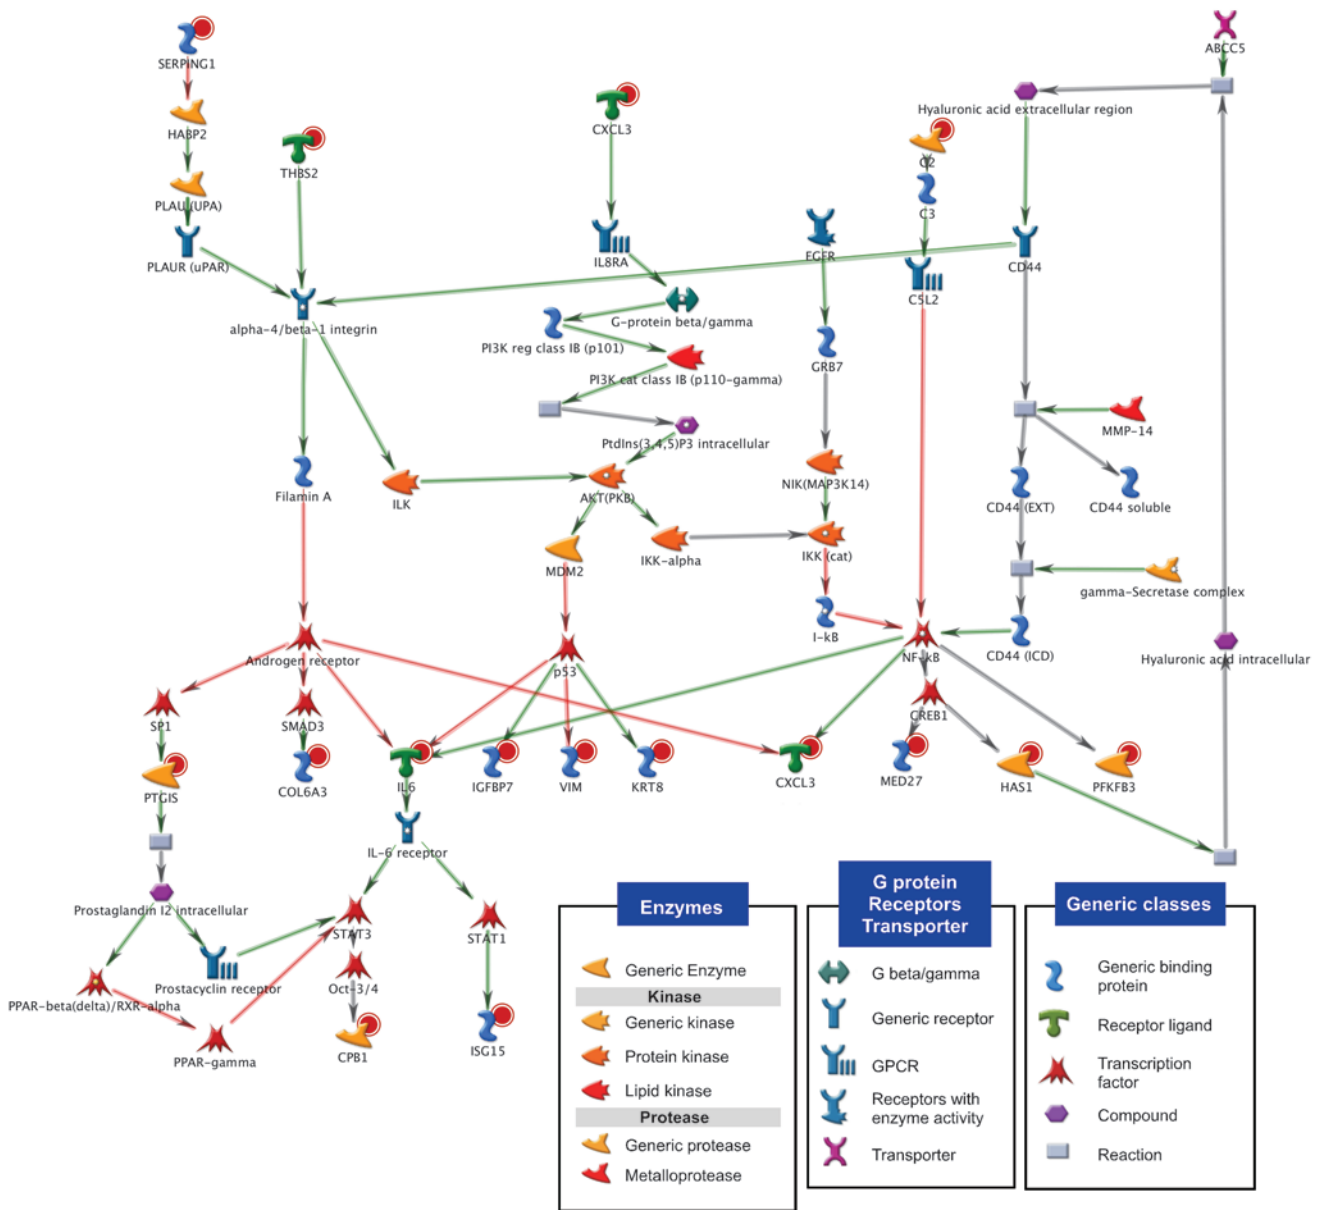 SERPING1
ABCC5
HABP2
CXCL3
Hyaluronic acid extracellular region
THBS2
C2
PLAU (UPA)
C3
PLAUR (uPAR)
IL8RA
EGFR
CD44
C5L2
alpha-4/beta-1 integrin
G-protein beta/gamma
PI3K reg class IB (p101)
GRB7
PI3K cat class IB (p110-gamma)
MMP-14
PtdIns(3,4,5)P3 intracellular
Filamin A
ILK
AKT(PKB)
NIK(MAP3K14)
CD44 (EXT)
CD44 soluble
MDM2
IKK-alpha
IKK (cat)
gamma-Secretase complex
I-kB
Androgen receptor
p53
NF-kB
CD44 (ICD)
Hyaluronic acid intracellular
SP1
SMAD3
CREB1
PTGIS
COL6A3
IL6
IGFBP7
VIM
KRT8
CXCL3
MED27
HAS1
PFKFB3
IL-6 receptor
Prostaglandin I2 intracellular
STAT3
STAT1
Prostacyclin receptor
Oct-3/4
PPAR-beta(delta)/RXR-alpha
PPAR-gamma
CPB1
ISG15
Enzymes
Generic Enzyme
Kinase
Generic kinase
Protein kinase
Lipid kinase
Protease
Generic protease
Metalloprotease
G protein
Receptors
Transporter
G beta/gamma
Generic receptor
GPCR
Receptors with
enzyme activity
Transporter
Generic classes
Generic binding
protein
Receptor ligand
Transcription
factor
Compound
Reaction